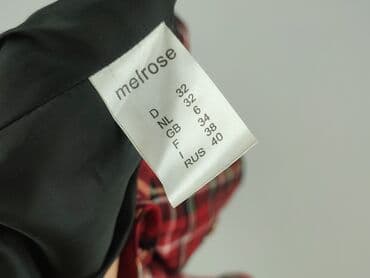 melrose
D 32
NL 32
GB 6
F 34
I 38
RUS 40